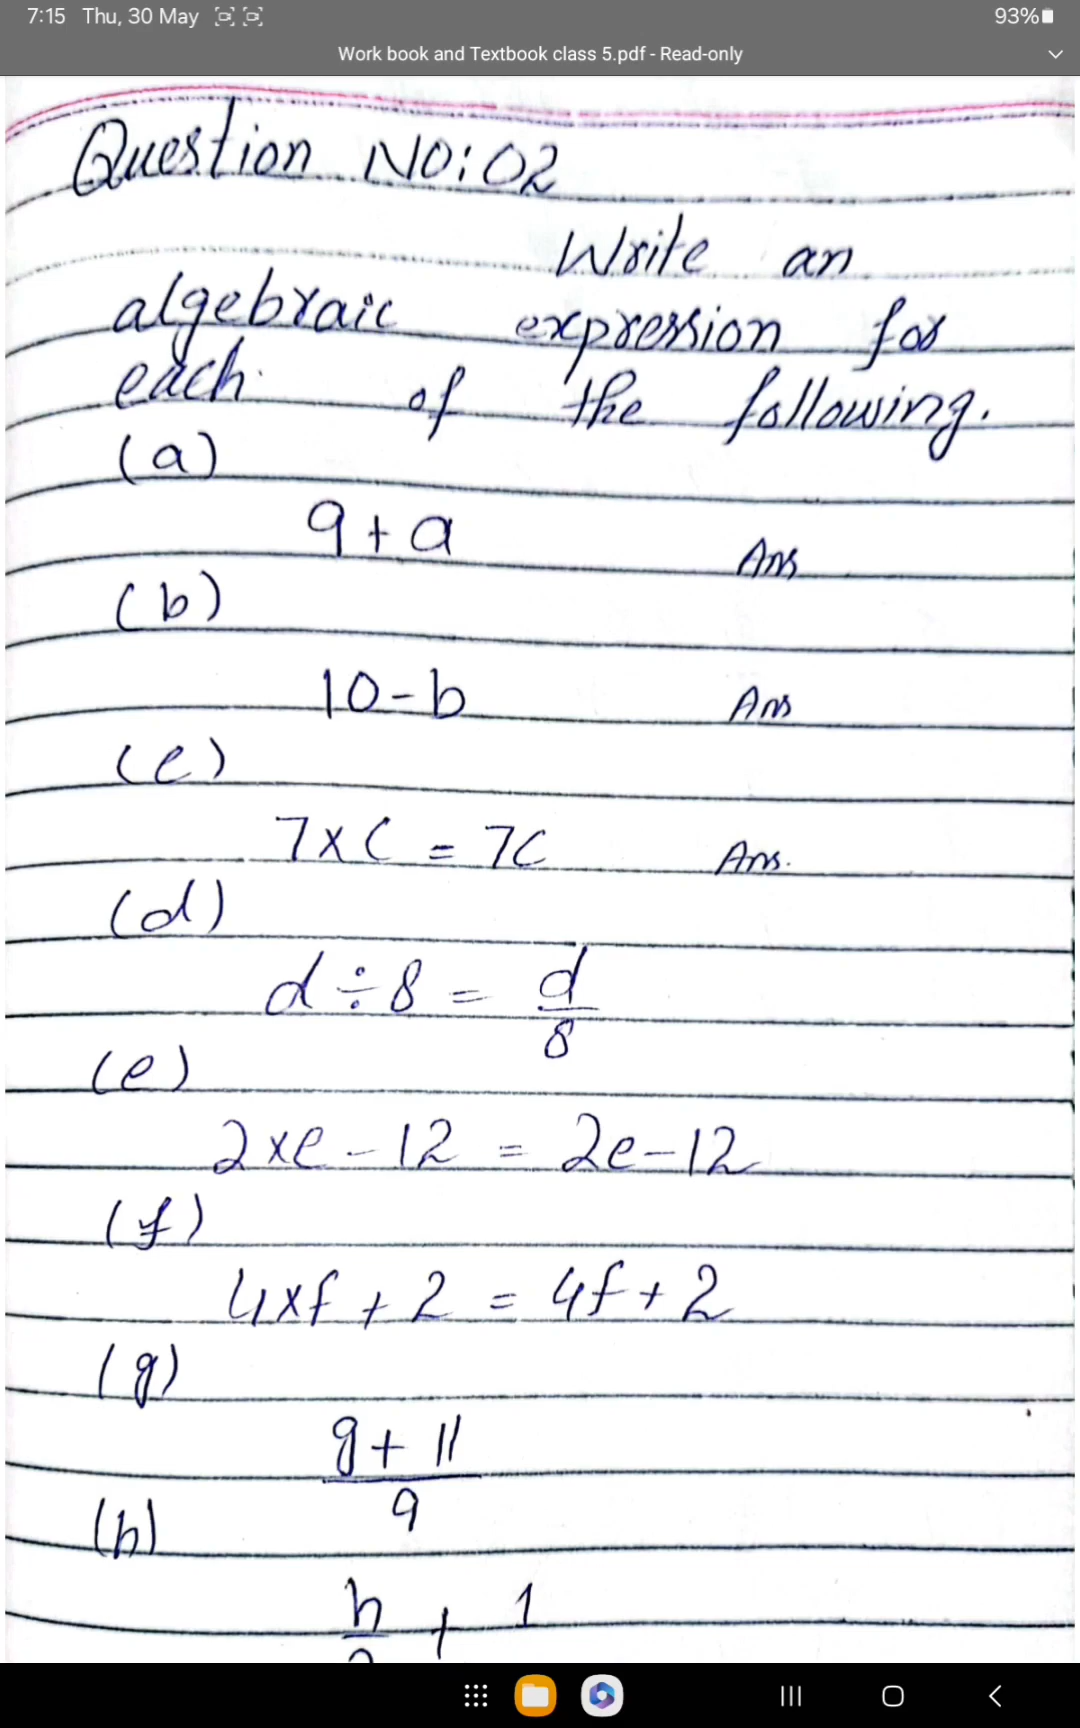 7:15 Thu, 30 May
93%
Work book and Textbook class 5.pdf - Read-only
Question No: 02
Write an
algebraic expression for
each of the following.
(a)
9 + a Ans
(b)
10 - b Ans
(c)
7 x c = 7c Ans.
(d)
d ÷ 8 = d/8
(e)
2 x e - 12 = 2e - 12
(f)
4 x f + 2 = 4f + 2
(g)
g + 11
9
(h)
h + 1